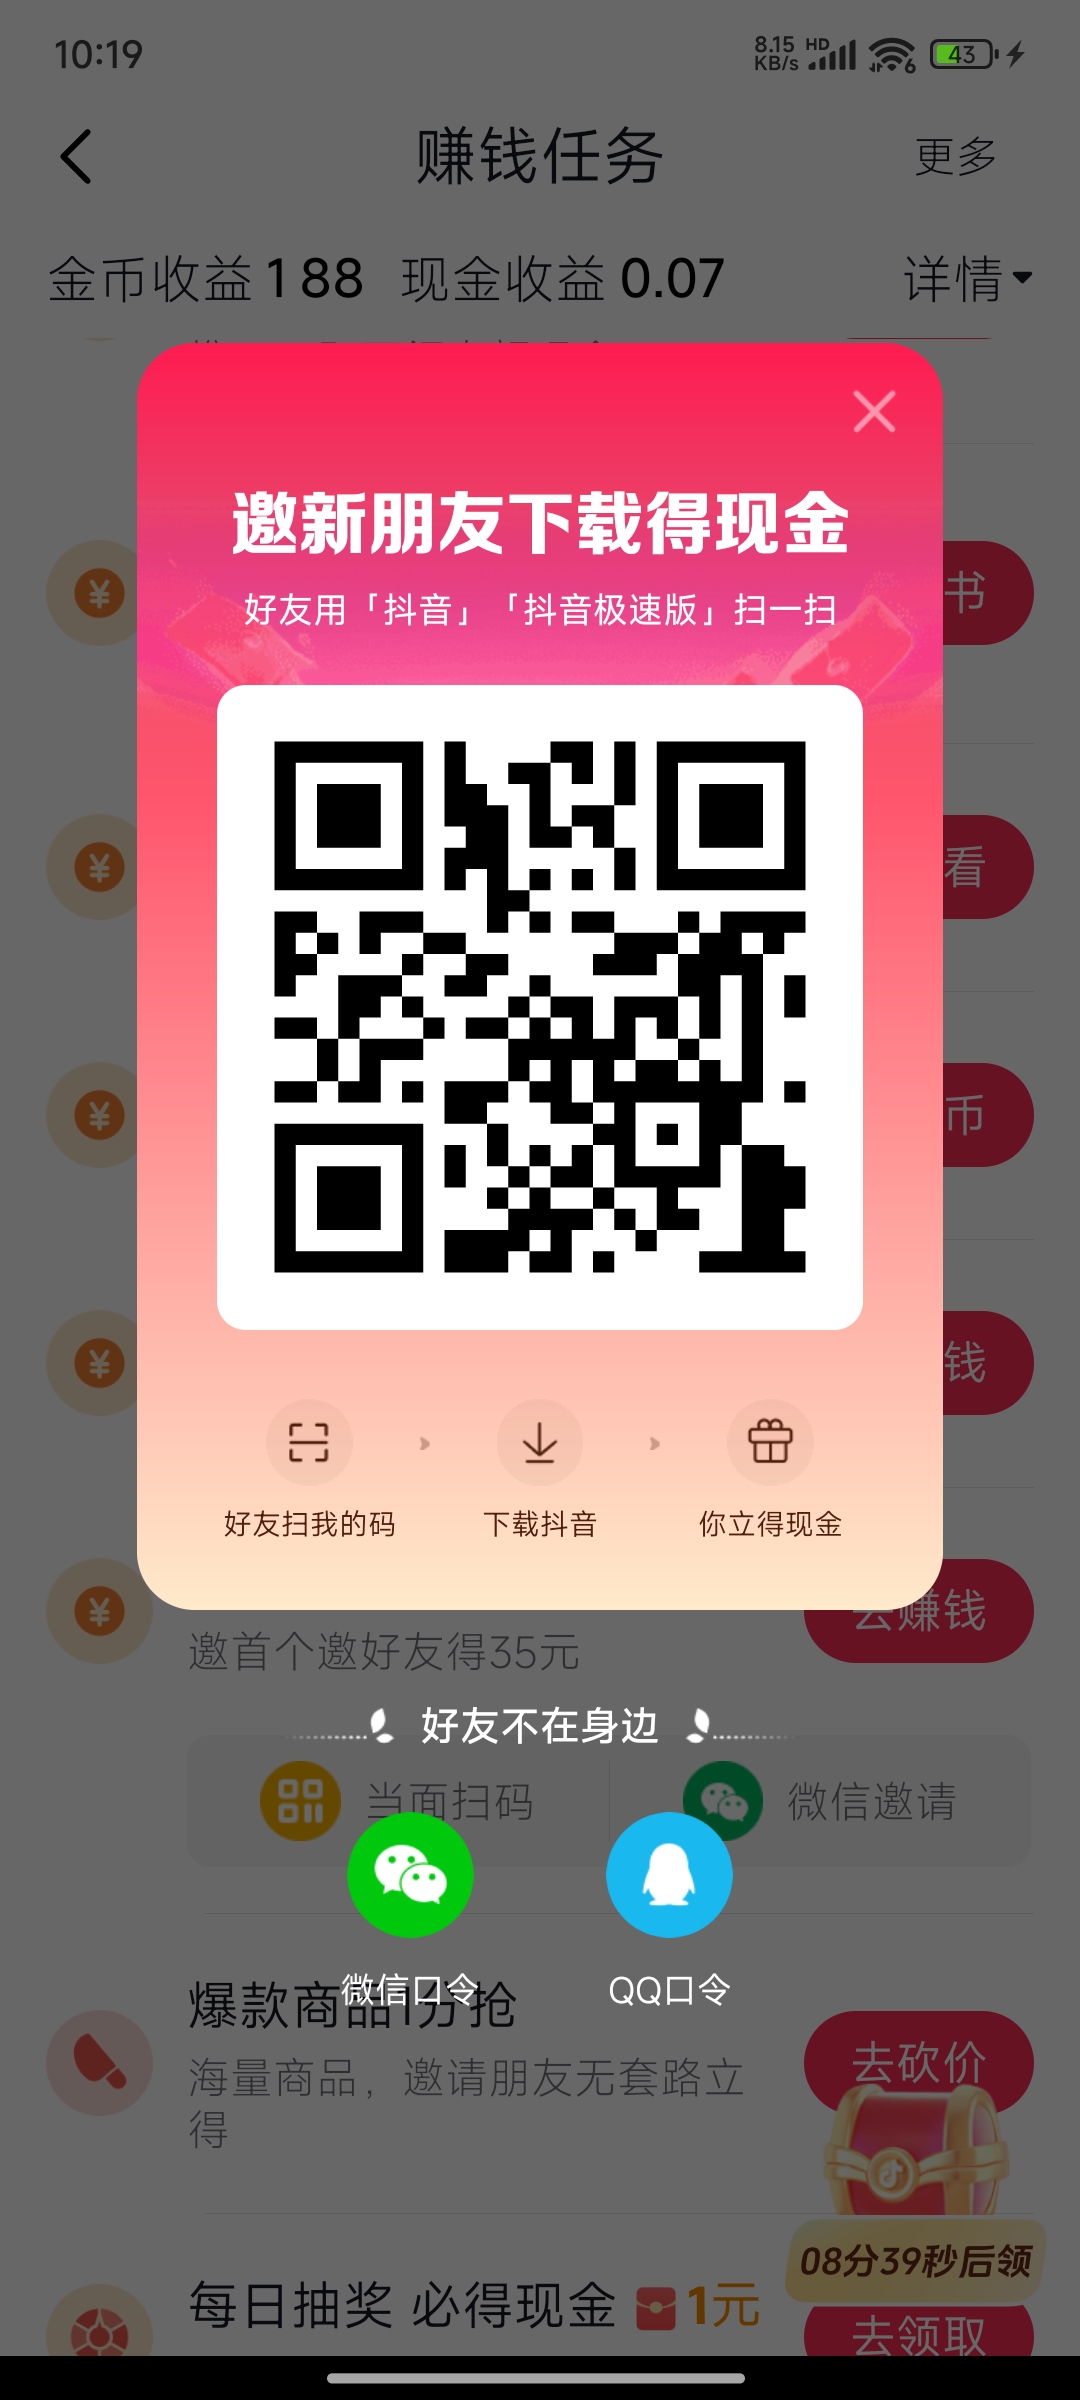 10:19
8.15 KB/s HD 6 43
赚钱任务 更多
金币收益 188 现金收益 0.07 详情
邀新朋友下载得现金
好友用「抖音」「抖音极速版」扫一扫
书
看
币
钱
好友扫我的码 下载抖音 你立得现金
去赚钱
邀首个邀好友得35元
好友不在身边
当面扫码 微信邀请
微信口令 QQ口令
爆款商品1分抢
海量商品，邀请朋友无套路立
得
去砍价
08分39秒后领
每日抽奖 必得现金 1元
去领取